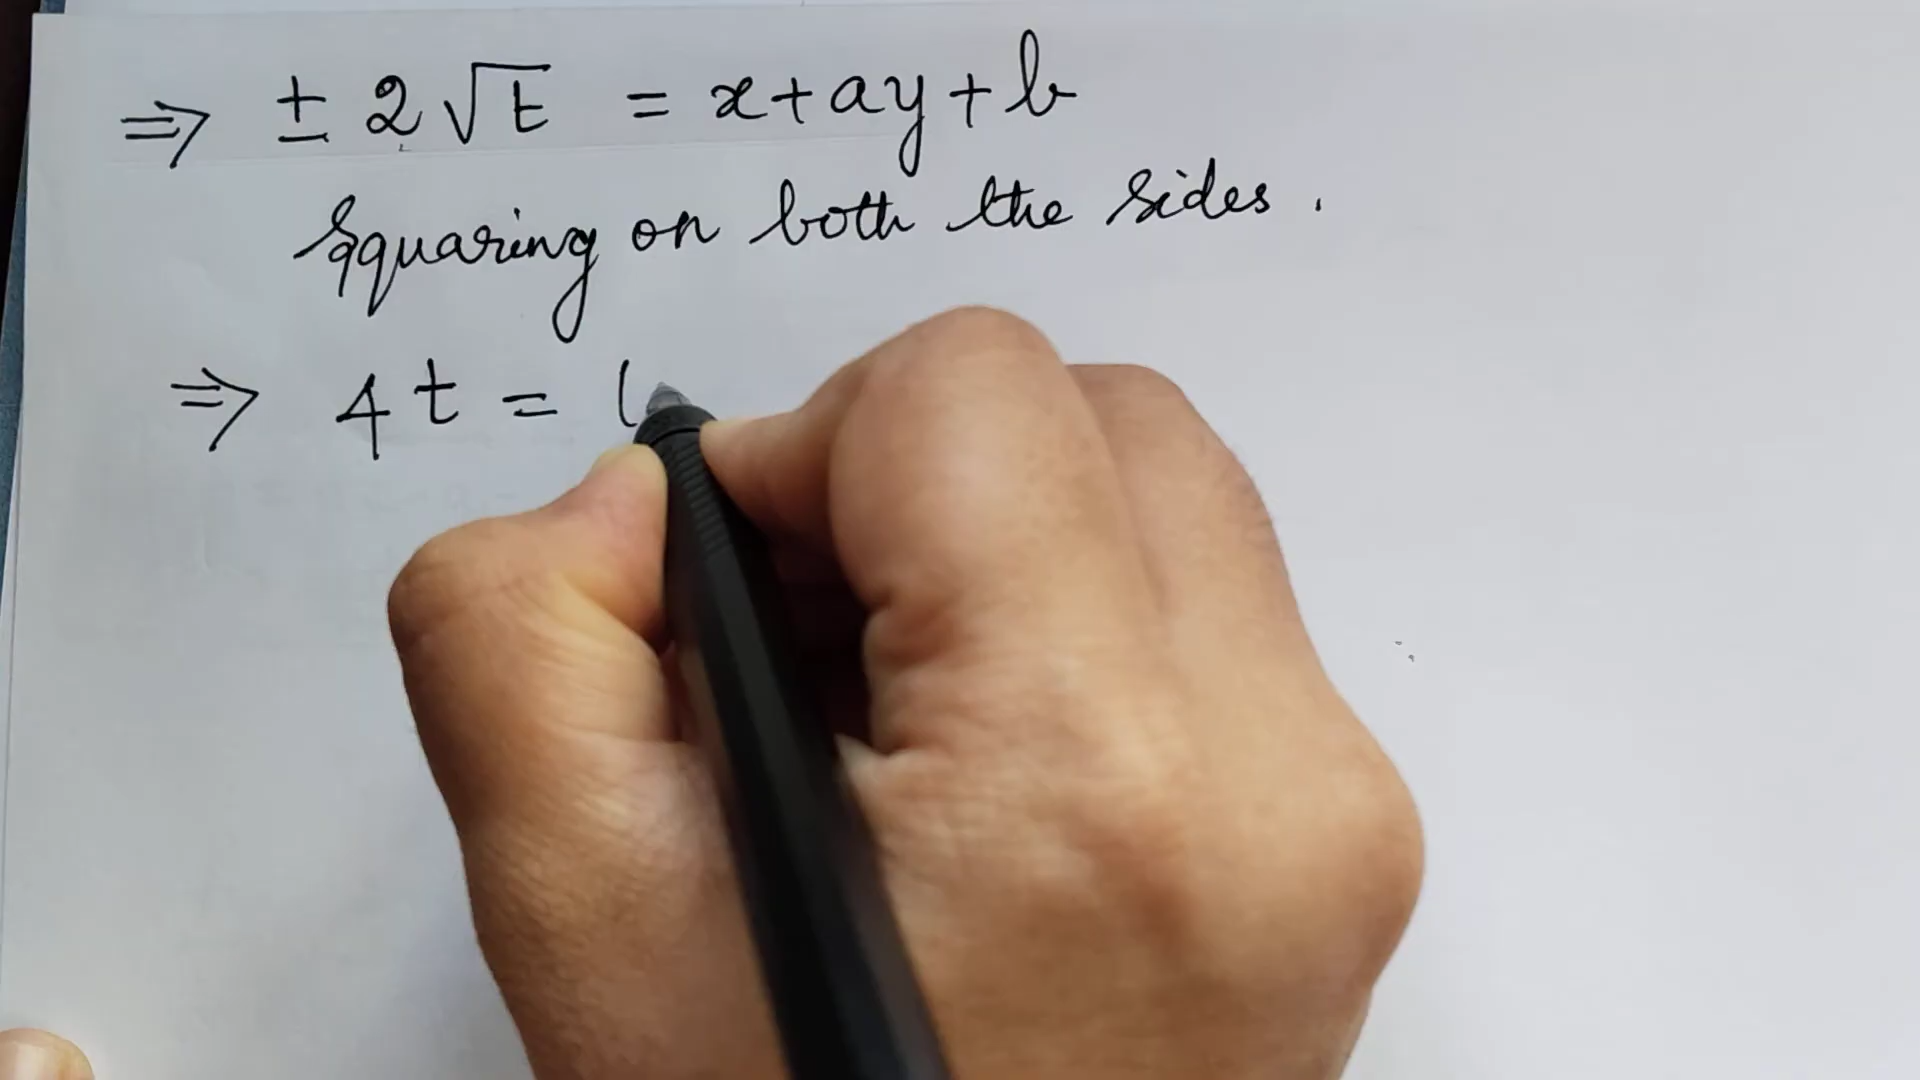 ⇒ ± 2 √t = x + ay + b
Squaring on both the sides.
⇒ 4t = (